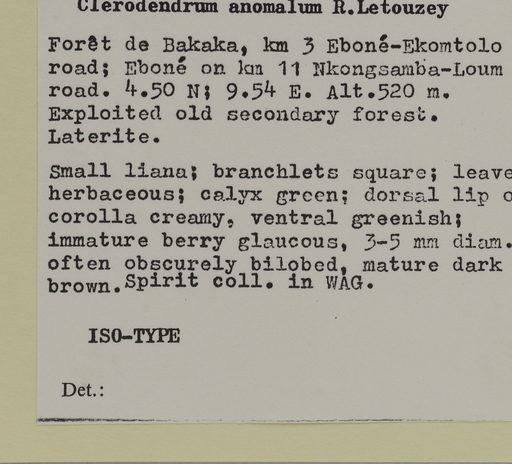 Clerodendrum anomalum R.Letouzey
Forêt de Bakaka, km 3 Eboné-Ekomtolo
road; Eboné on km 11 Nkongsamba-Loum
road. 4.50 N; 9.54 E. Alt.520 m.
Exploited old secondary forest.
Laterite.
Small liana; branchlets square; leave
herbaceous; calyx green; dorsal lip o
corolla creamy, ventral greenish;
immature berry glaucous, 3-5 mm diam.
often obscurely bilobed, mature dark
brown. Spirit coll. in WAG.
ISO-TYPE
Det.: